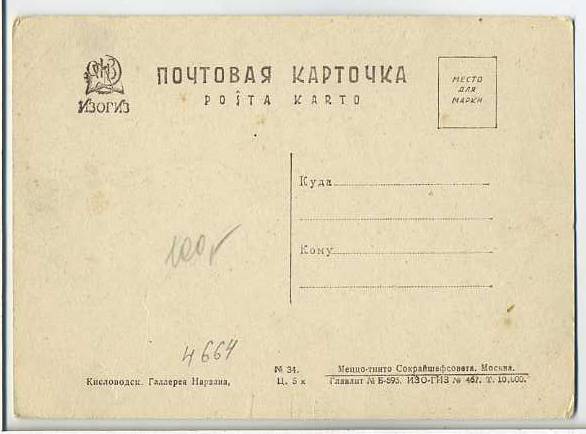 ИЗОГИЗ
ПОЧТОВАЯ КАРТОЧКА
POŜTA KARTO
МЕСТО
ДЛЯ
МАРКИ
Куда
Кому
100
4664
Кисловодск. Галлерея Нарзана,
№ 34.
Ц. 5 к
Меццо-тинто Сокрайшефсовета. Москва.
Главлит № Б-595. ИЗО-ГИЗ № 467. Т. 10,000.